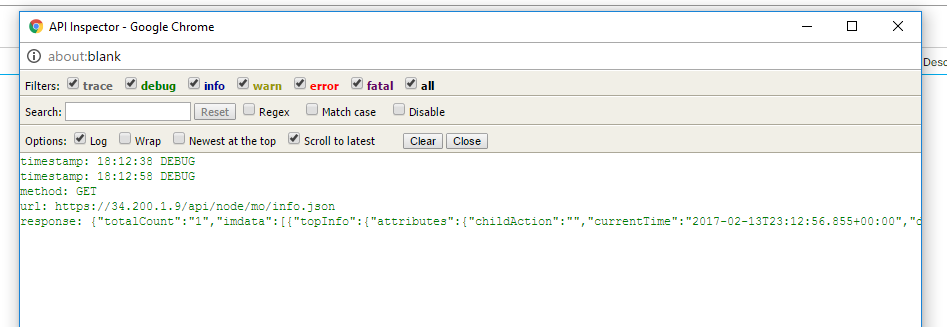 API Inspector - Google Chrome
about:blank
Desc
Filters: trace debug info warn error fatal all
Search: Reset Regex Match case Disable
Options: Log Wrap Newest at the top Scroll to latest Clear Close
timestamp: 18:12:38 DEBUG
timestamp: 18:12:58 DEBUG
method: GET
url: https://34.200.1.9/api/node/mo/info.json
response: {"totalCount":"1","imdata":[{"topInfo":{"attributes":{"childAction":"","currentTime":"2017-02-13T23:12:56.855+00:00","d